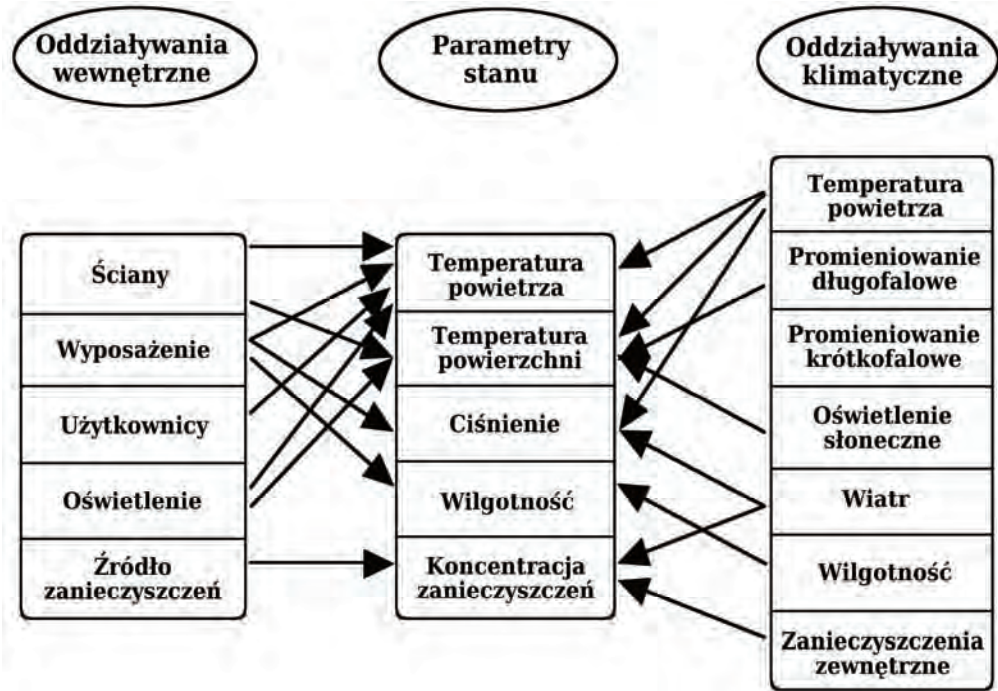 Oddziaływania
wewnętrzne
Parametry
stanu
Oddziaływania
klimatyczne
Ściany
Wyposażenie
Użytkownicy
Oświetlenie
Źródło
zanieczyszczeń
Temperatura
powietrza
Temperatura
powierzchni
Ciśnienie
Wilgotność
Koncentracja
zanieczyszczeń
Temperatura
powietrza
Promieniowanie
długofalowe
Promieniowanie
krótkofalowe
Oświetlenie
słoneczne
Wiatr
Wilgotność
Zanieczyszczenia
zewnętrzne